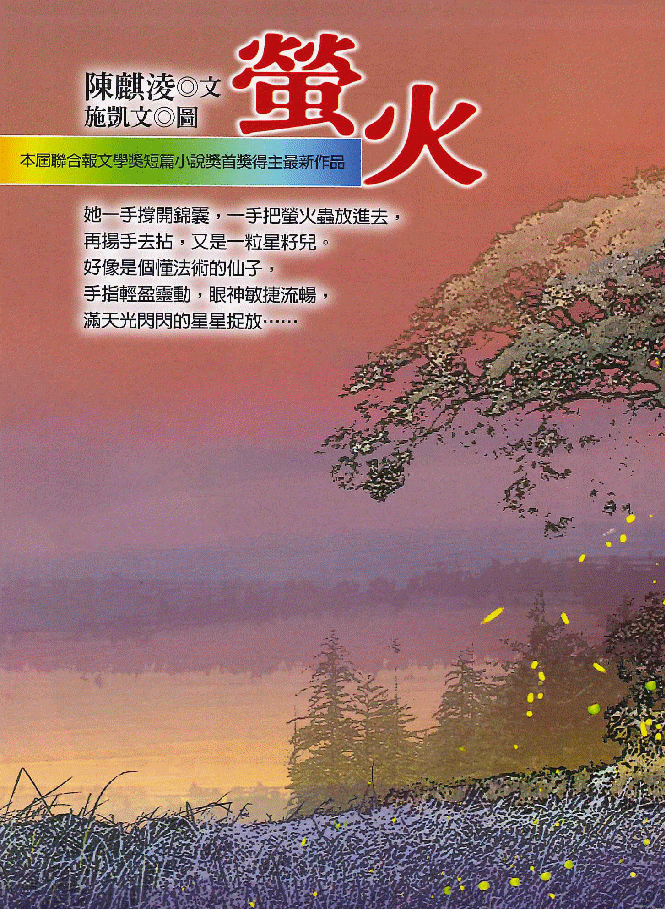 螢火
陳麒淩◎文
施凱文◎圖
本屆聯合報文學獎短篇小說獎首獎得主最新作品
她一手撐開錦囊，一手把螢火蟲放進去，
再揚手去拈，又是一粒星籽兒。
好像是個懂法術的仙子，
手指輕盈靈動，眼神敏捷流暢，
滿天光閃閃的星星捉放……